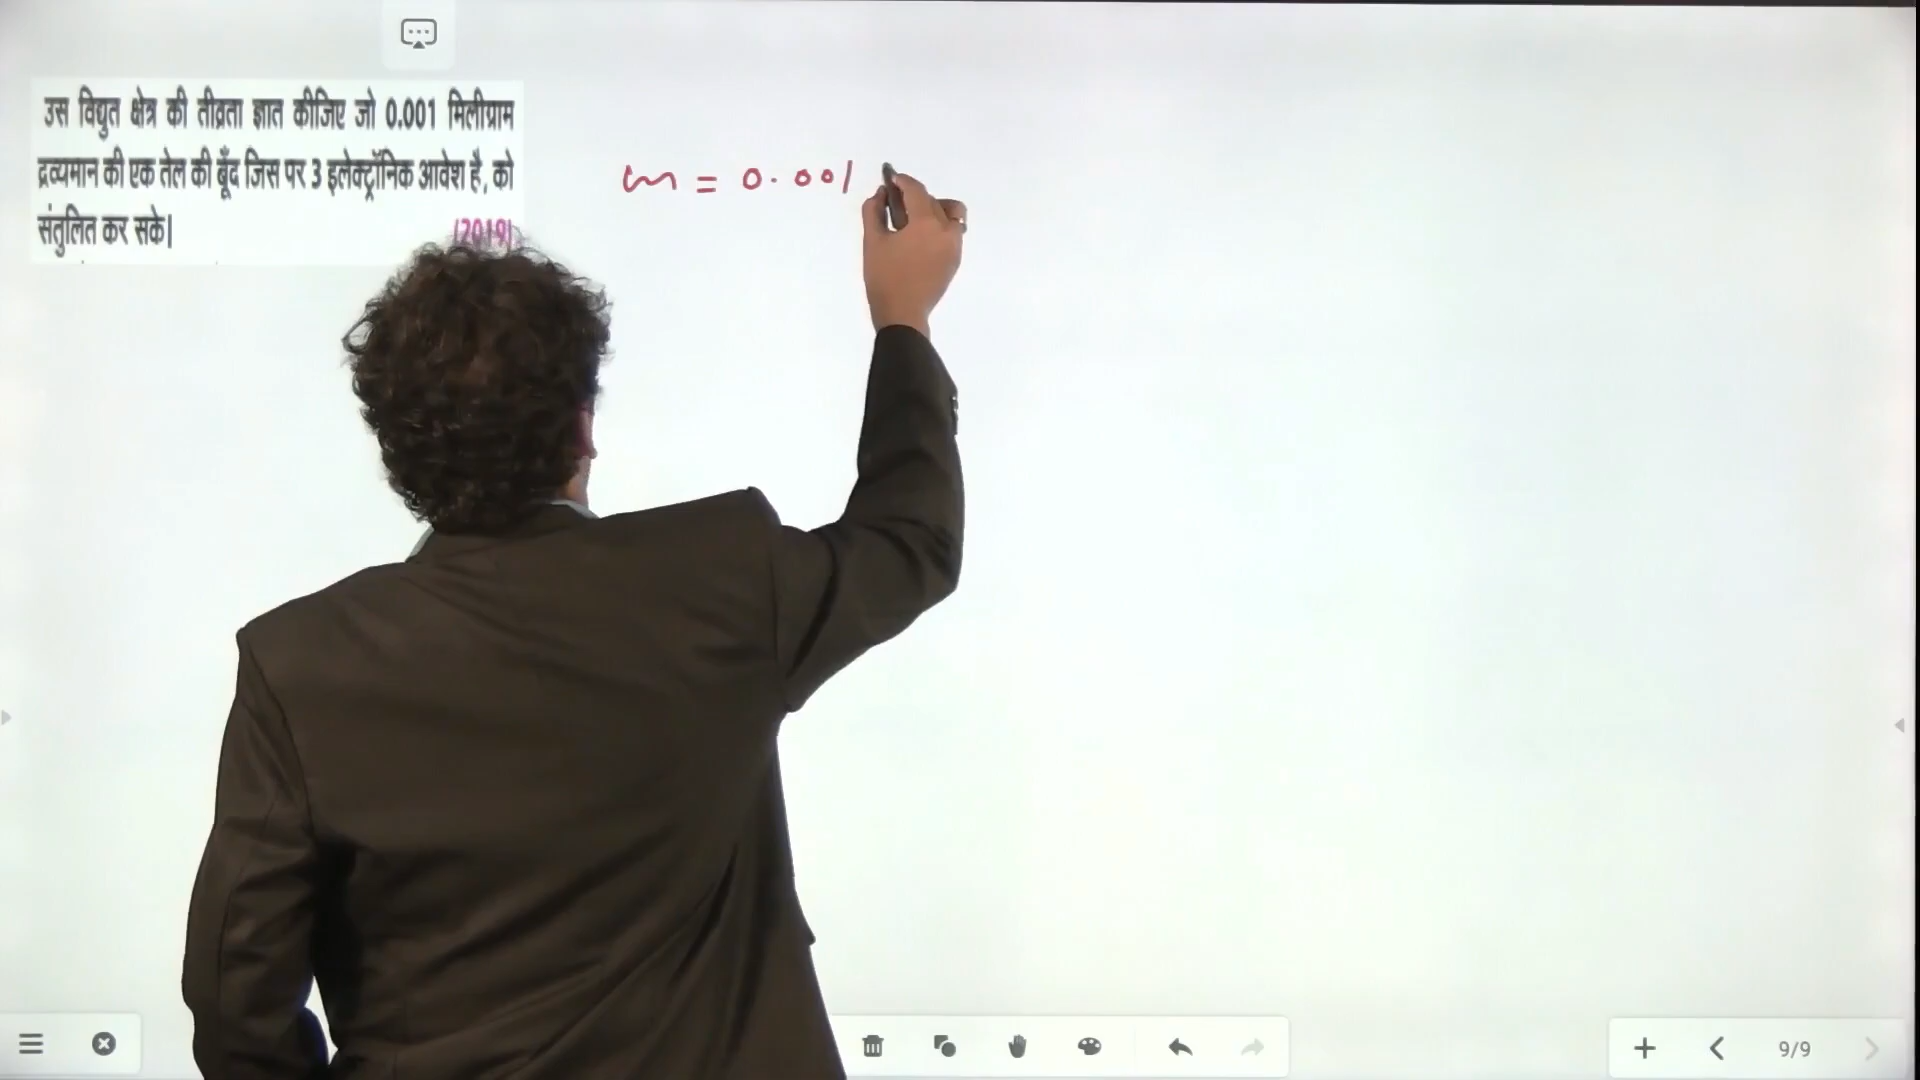 उस विद्युत क्षेत्र की तीव्रता ज्ञात कीजिए जो 0.001 मिलीग्राम
द्रव्यमान की एक तेल की बूँद जिस पर 3 इलेक्ट्रॉनिक आवेश है, को
संतुलित कर सके|
(2019)
m = 0.001
9/9